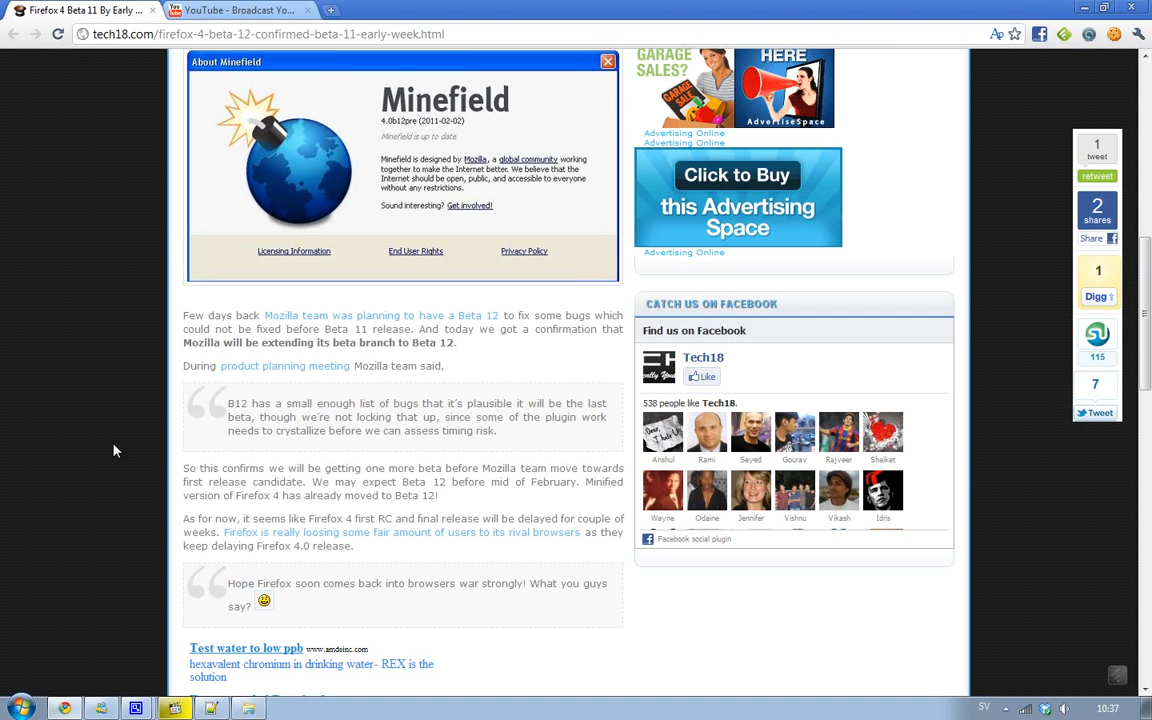 Firefox 4 Beta 11 By Early ...
YouTube - Broadcast Yo...
tech18.com/firefox-4-beta-12-confirmed-beta-11-early-week.html
About Minefield
Minefield
4.0b12pre (2011-02-02)
Minefield is up to date
Minefield is designed by Mozilla, a global community working
together to make the Internet better. We believe that the
Internet should be open, public, and accessible to everyone
without any restrictions.
Sound interesting? Get involved!
Licensing Information End User Rights Privacy Policy
Few days back Mozilla team was planning to have a Beta 12 to fix some bugs which
could not be fixed before Beta 11 release. And today we got a confirmation that
Mozilla will be extending its beta branch to Beta 12.
During product planning meeting Mozilla team said,
B12 has a small enough list of bugs that it's plausible it will be the last
beta, though we're not locking that up, since some of the plugin work
needs to crystallize before we can assess timing risk.
So this confirms we will be getting one more beta before Mozilla team move towards
first release candidate. We may expect Beta 12 before mid of February. Minified
version of Firefox 4 has already moved to Beta 12!
As for now, it seems like Firefox 4 first RC and final release will be delayed for couple of
weeks. Firefox is really loosing some fair amount of users to its rival browsers as they
keep delaying Firefox 4.0 release.
Hope Firefox soon comes back into browsers war strongly! What you guys
say?
Test water to low ppb www.amdsinc.com
hexavalent chromium in drinking water- REX is the
solution
GARAGE
SALES?
GARAGE SALE
HERE
AdvertiseSpace
Advertising Online
Advertising Online
Click to Buy
this Advertising
Space
Advertising Online
CATCH US ON FACEBOOK
Find us on Facebook
Tech18
Like
538 people like Tech18.
Anshul Rami Seyed Gourav Rajveer Shaikat
Wayne Odaine Jennifer Vishnu Vikash Idris
Facebook social plugin
1
tweet
retweet
2
shares
Share
1
Digg
115
7
Tweet
SV
10:37